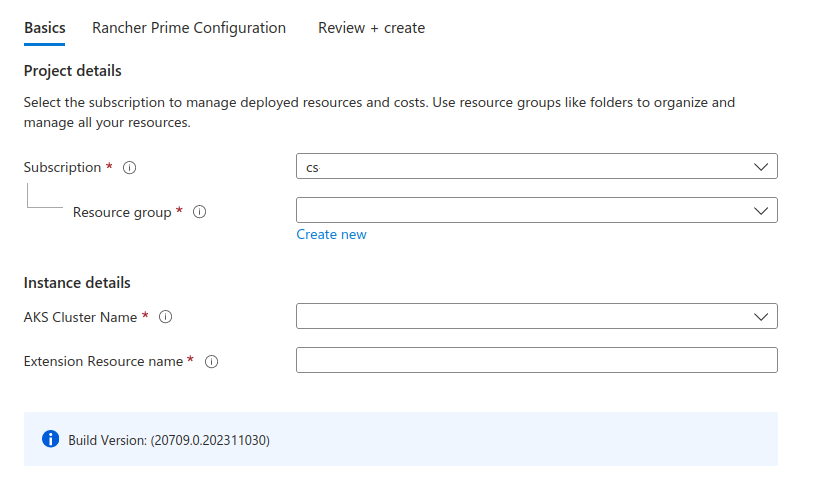 Basics Rancher Prime Configuration Review + create
Project details
Select the subscription to manage deployed resources and costs. Use resource groups like folders to organize and
manage all your resources.
Subscription * cs
Resource group *
Create new
Instance details
AKS Cluster Name *
Extension Resource name *
Build Version: (20709.0.202311030)